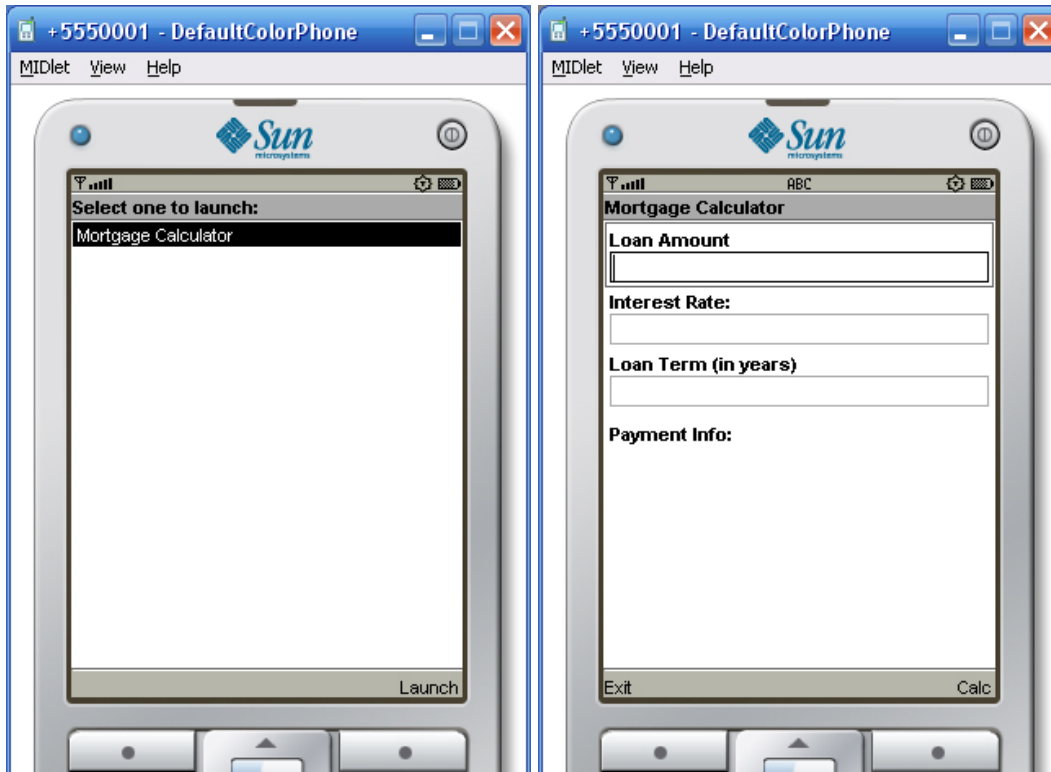 +5550001 - DefaultColorPhone
MIDlet View Help
Sun
microsystems
Select one to launch:
Mortgage Calculator
Launch
+5550001 - DefaultColorPhone
MIDlet View Help
Sun
microsystems
ABC
Mortgage Calculator
Loan Amount
Interest Rate:
Loan Term (in years)
Payment Info:
Exit Calc